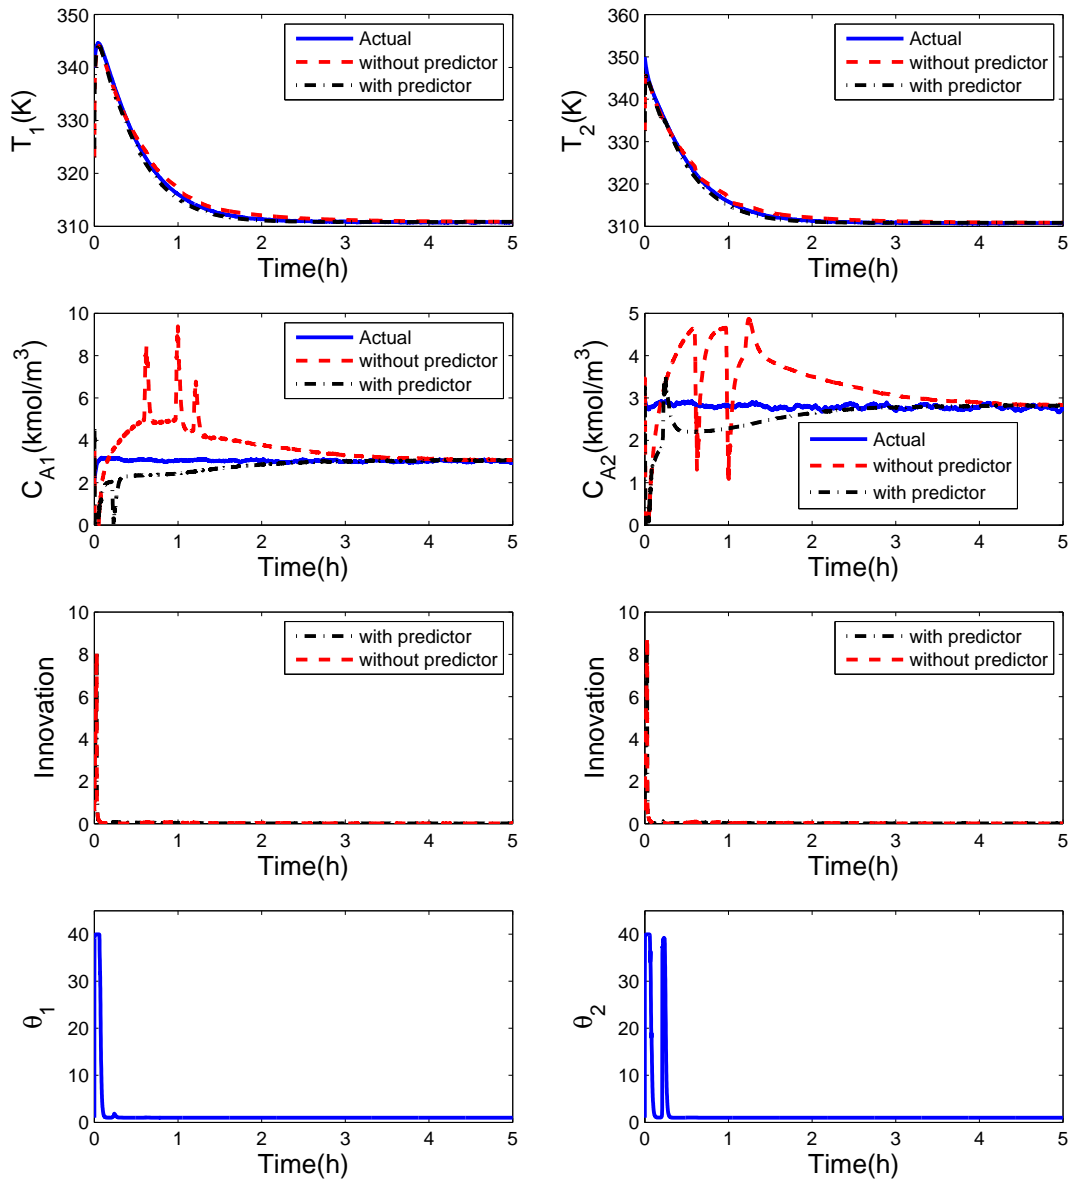 350
340
330
320
310
0 1 2 3 4 5
T1(K)
Time(h)
Actual
without predictor
with predictor
360
350
340
330
320
310
0 1 2 3 4 5
T2(K)
Time(h)
Actual
without predictor
with predictor
10
8
6
4
2
0
0 1 2 3 4 5
CA1(kmol/m3)
Time(h)
Actual
without predictor
with predictor
5
4
3
2
1
0
0 1 2 3 4 5
CA2(kmol/m3)
Time(h)
Actual
without predictor
with predictor
10
8
6
4
2
0
0 1 2 3 4 5
Innovation
Time(h)
with predictor
without predictor
10
8
6
4
2
0
0 1 2 3 4 5
Innovation
Time(h)
with predictor
without predictor
40
30
20
10
0
0 1 2 3 4 5
θ1
Time(h)
40
30
20
10
0
0 1 2 3 4 5
θ2
Time(h)